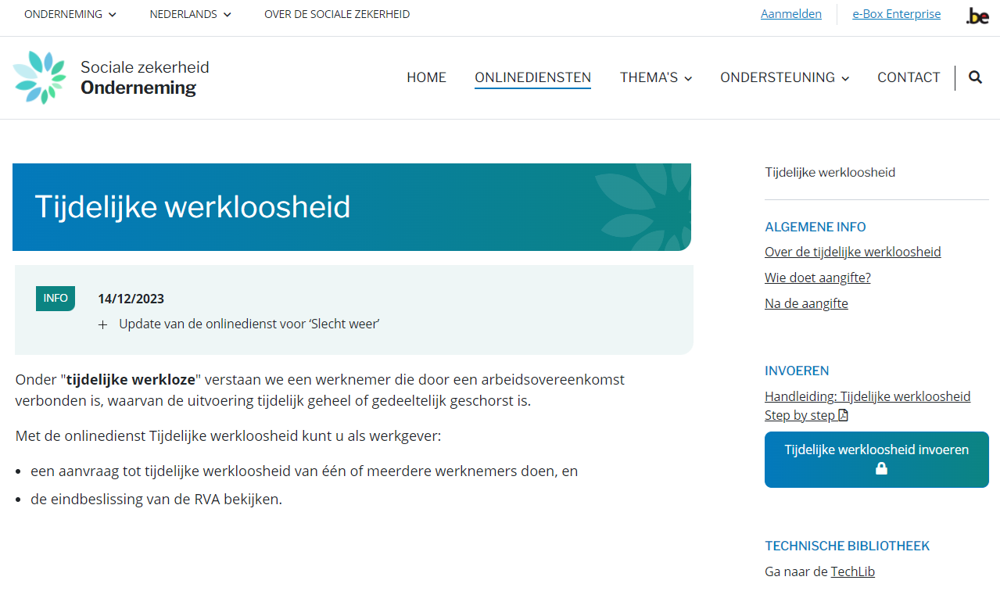 ONDERNEMING NEDERLANDS OVER DE SOCIALE ZEKERHEID Aanmelden e-Box Enterprise .be
Sociale zekerheid
Onderneming
HOME ONLINEDIENSTEN THEMA'S ONDERSTEUNING CONTACT
Tijdelijke werkloosheid
INFO 14/12/2023
+ Update van de onlinedienst voor ‘Slecht weer’
Onder "tijdelijke werkloze" verstaan we een werknemer die door een arbeidsovereenkomst
verbonden is, waarvan de uitvoering tijdelijk geheel of gedeeltelijk geschorst is.
Met de onlinedienst Tijdelijke werkloosheid kunt u als werkgever:
• een aanvraag tot tijdelijke werkloosheid van één of meerdere werknemers doen, en
• de eindbeslissing van de RVA bekijken.
Tijdelijke werkloosheid
ALGEMENE INFO
Over de tijdelijke werkloosheid
Wie doet aangifte?
Na de aangifte
INVOEREN
Handleiding: Tijdelijke werkloosheid
Step by step
Tijdelijke werkloosheid invoeren
TECHNISCHE BIBLIOTHEEK
Ga naar de TechLib